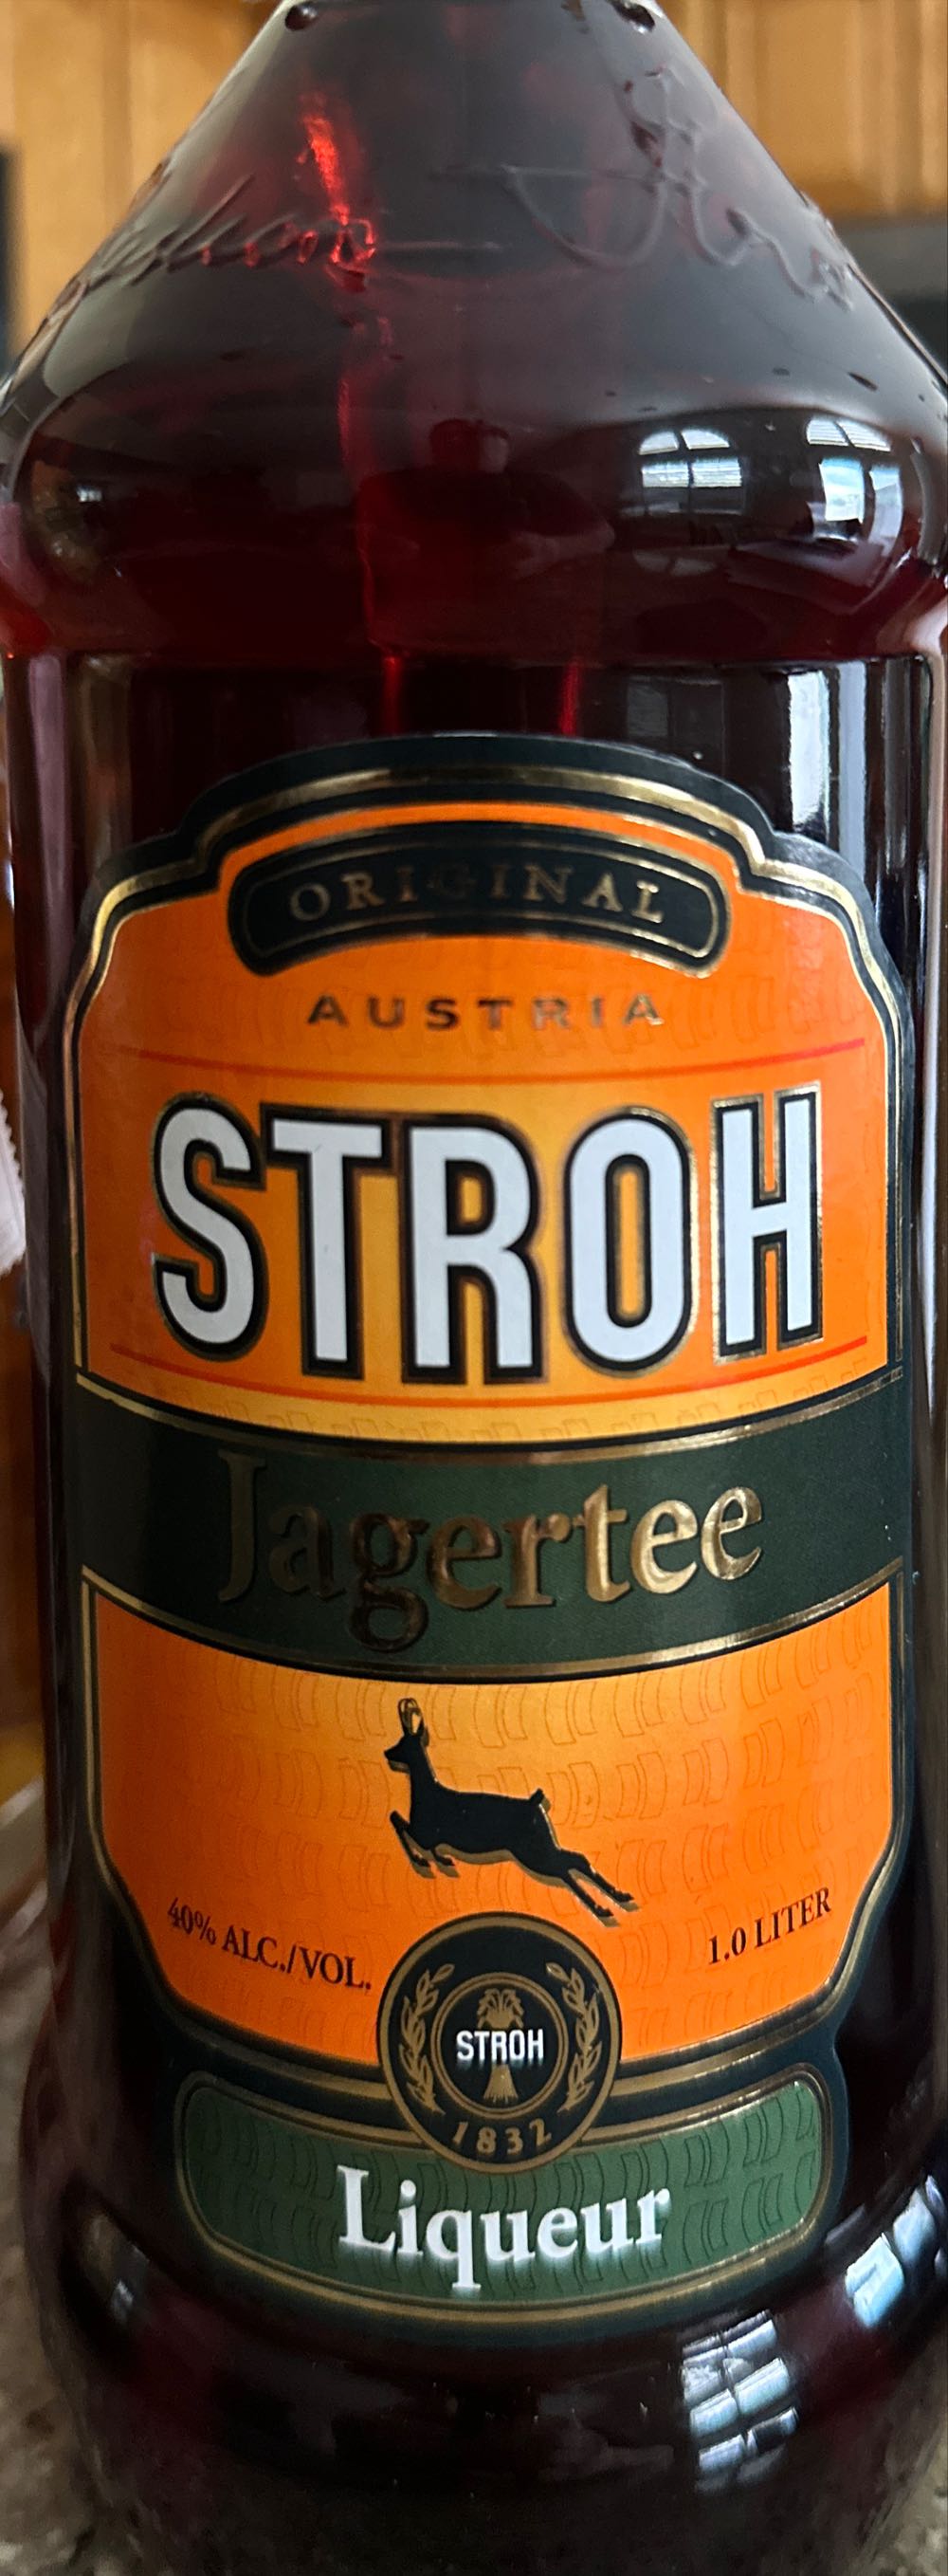 ORIGINAL
AUSTRIA
STROH
Jagertee
40% ALC./VOL.
1.0 LITER
STROH
1832
Liqueur